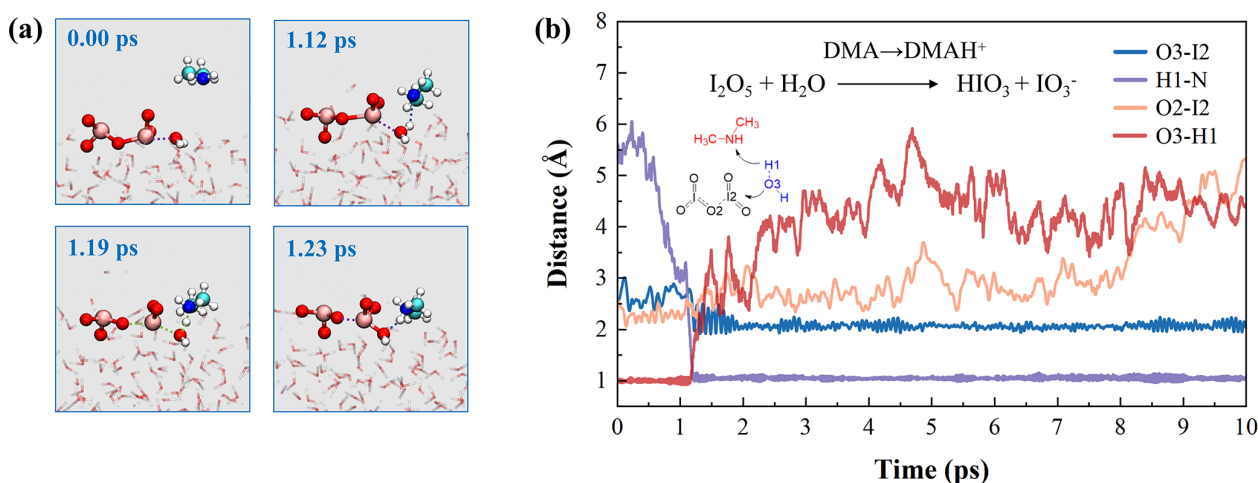 (a)
0.00 ps
1.12 ps
1.19 ps
1.23 ps
(b)
DMA→DMAH⁺
I₂O₅ + H₂O ⟶ HIO₃ + IO₃⁻
O3-I2
H1-N
O2-I2
O3-H1
CH₃
H₃C—NH
H1
O3
H
O O
I I2
O O2 O
O
Distance (Å)
8
7
6
5
4
3
2
1
0 1 2 3 4 5 6 7 8 9 10
Time (ps)